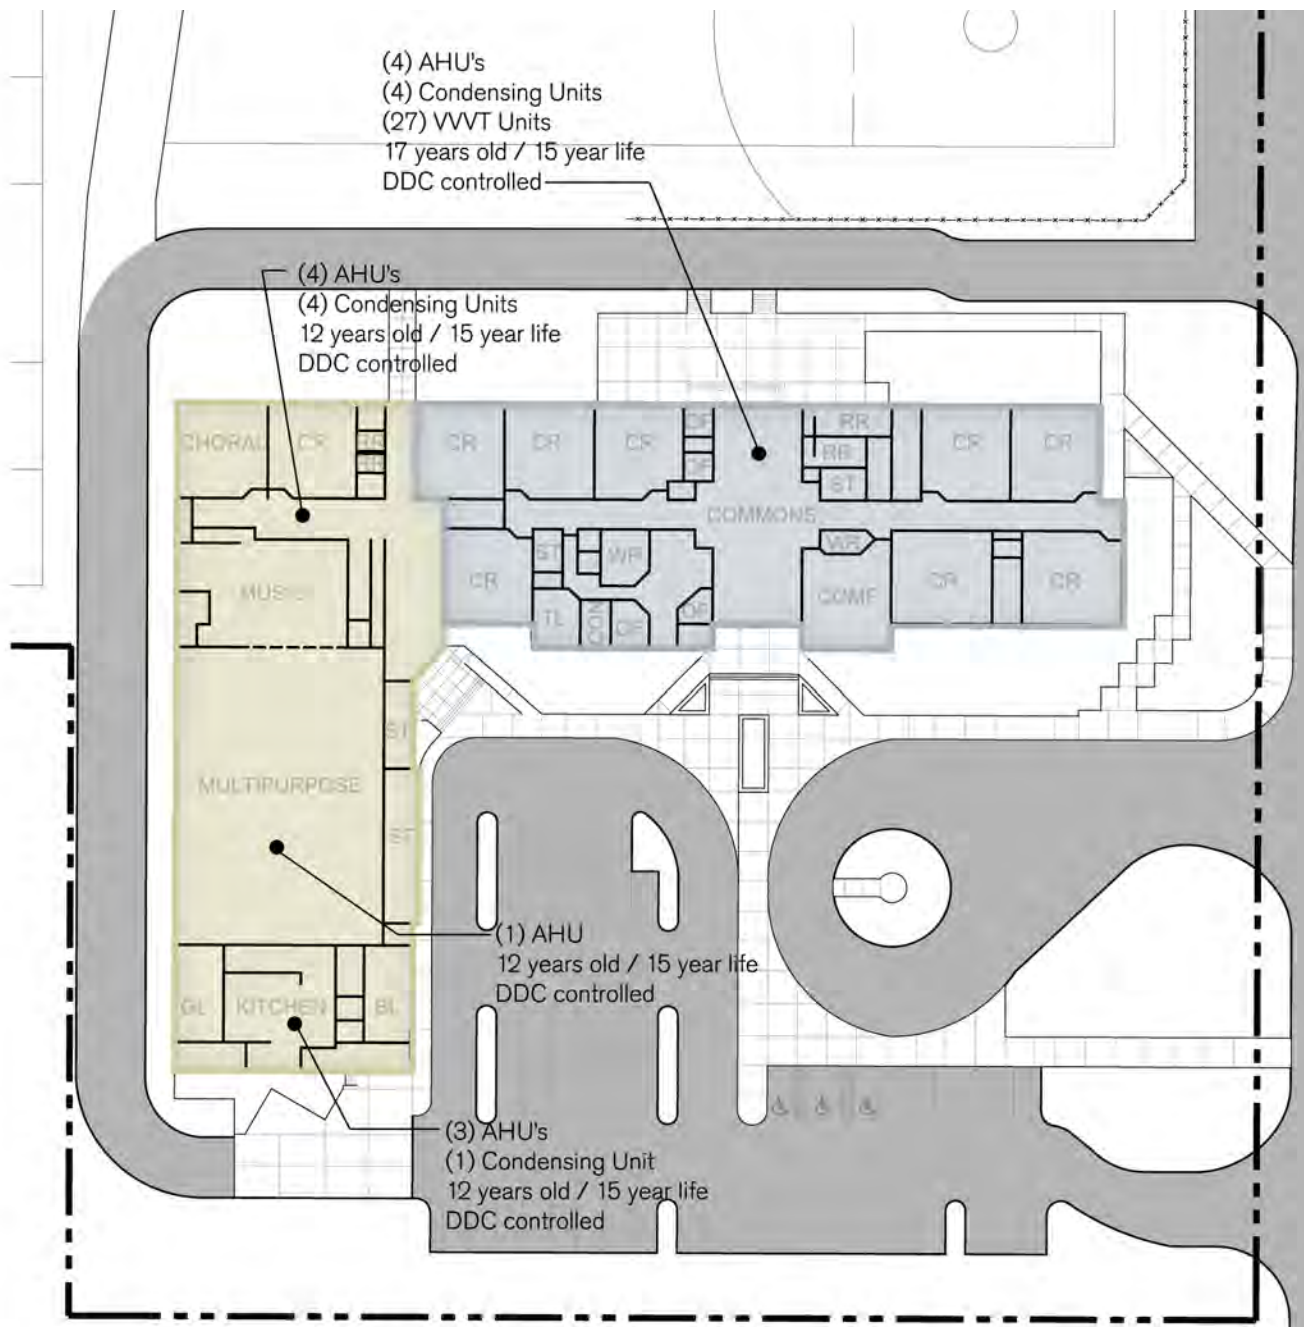 (4) AHU's
(4) Condensing Units
(27) VVVT Units
17 years old / 15 year life
DDC controlled
(4) AHU's
(4) Condensing Units
12 years old / 15 year life
DDC controlled
CHORAL
CR
RR
RR
CR
CR
CR
OF
OF
RR
RR
ST
CR
CR
COMMONS
MUSIC
CR
ST
WR
WR
CR
CR
COMP
TL
CON
OF
OF
ST
MULTIPURPOSE
ST
(1) AHU
12 years old / 15 year life
DDC controlled
GL
KITCHEN
BL
(3) AHU's
(1) Condensing Unit
12 years old / 15 year life
DDC controlled